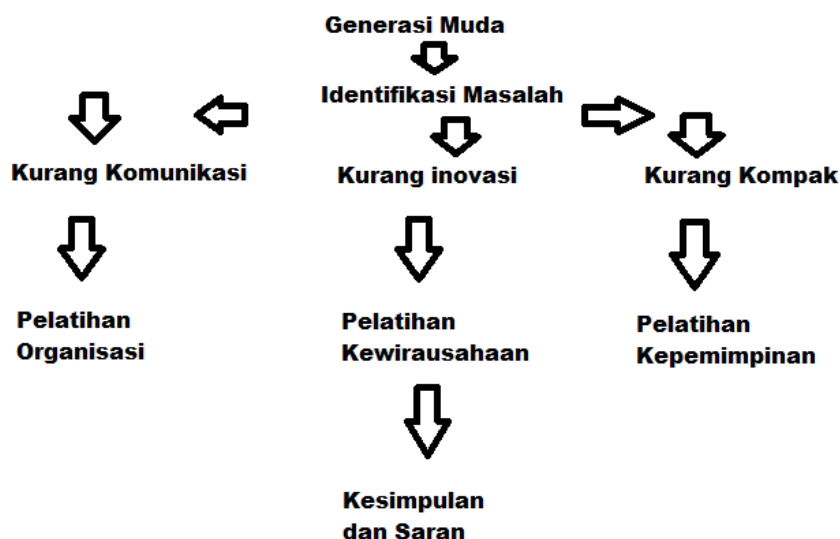 Generasi Muda
Identifikasi Masalah
Kurang Komunikasi
Kurang inovasi
Kurang Kompak
Pelatihan
Organisasi
Pelatihan
Kewirausahaan
Pelatihan
Kepemimpinan
Kesimpulan
dan Saran